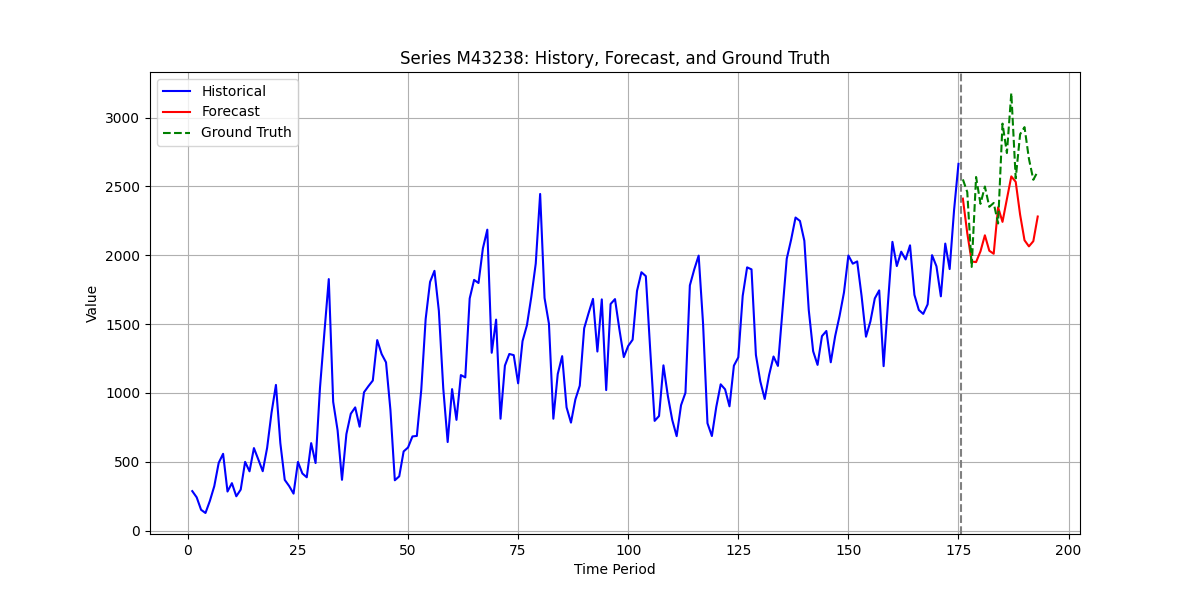 Series M43238: History, Forecast, and Ground Truth
Historical
Forecast
Ground Truth
Value
3000
2500
2000
1500
1000
500
0
0 25 50 75 100 125 150 175 200
Time Period